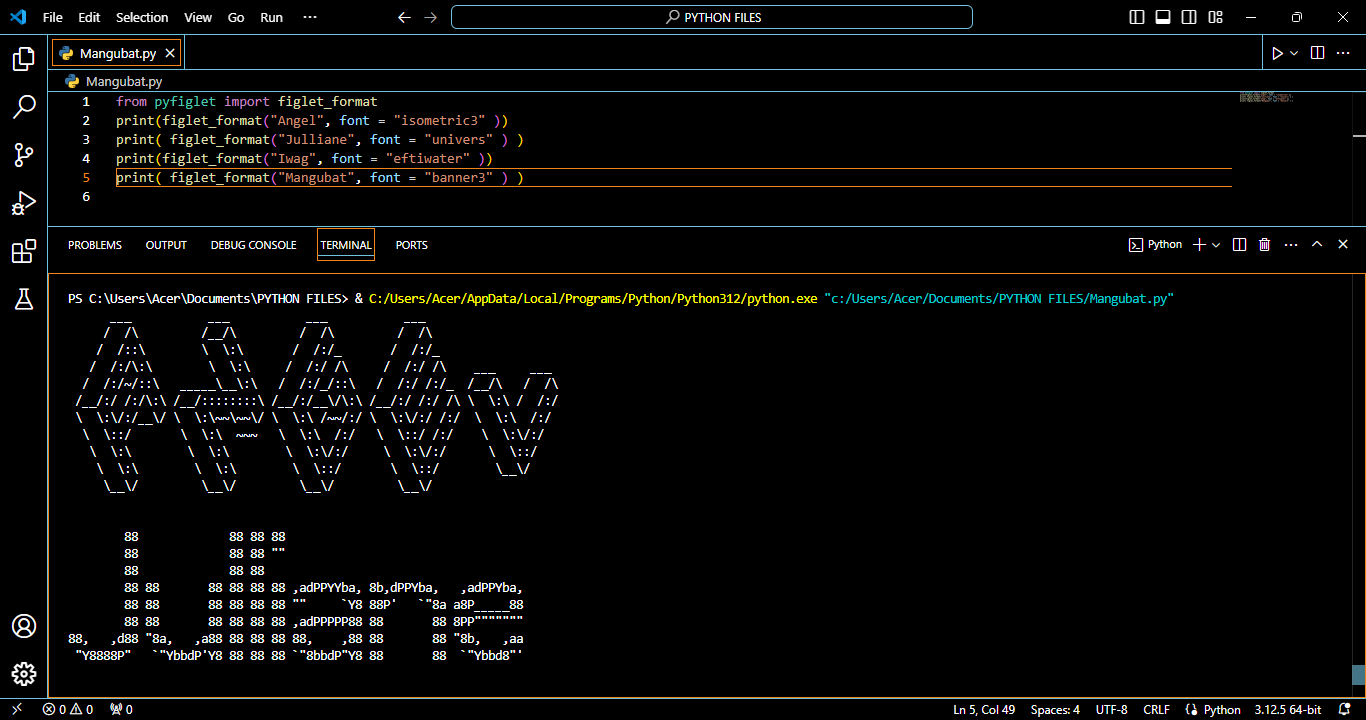 File Edit Selection View Go Run ··· ← → PYTHON FILES
Mangubat.py ×
Mangubat.py
1 from pyfiglet import figlet_format
2 print(figlet_format("Angel", font = "isometric3" ))
3 print( figlet_format("Julliane", font = "univers" ) )
4 print(figlet_format("Iwag", font = "eftiwater" ))
5 print( figlet_format("Mangubat", font = "banner3" ) )
6
PROBLEMS OUTPUT DEBUG CONSOLE TERMINAL PORTS Python
PS C:\Users\Acer\Documents\PYTHON FILES> & C:/Users/Acer/AppData/Local/Programs/Python/Python312/python.exe "c:/Users/Acer/Documents/PYTHON FILES/Mangubat.py"
      ___           ___           ___           ___
     /  /\         /__/\         /  /\         /  /\
    /  /::\        \  \:\       /  /:/_       /  /:/_
   /  /:/\:\        \  \:\     /  /:/ /\     /  /:/ /\    ___     ___
  /  /:/~/::\   _____\__\:\   /  /:/_/::\   /  /:/ /:/_  /__/\   /  /\
 /__/:/ /:/\:\ /__/::::::::\ /__/:/__\/\:\ /__/:/ /:/ /\ \  \:\ /  /:/
 \  \:\/:/__\/ \  \:\~~\~~\/ \  \:\ /~~/:/ \  \:\/:/ /:/  \  \:\  /:/
  \  \::/       \  \:\  ~~~   \  \:\  /:/   \  \::/ /:/    \  \:\/:/
   \  \:\        \  \:\        \  \:\/:/     \  \:\/:/      \  \::/
    \  \:\        \  \:\        \  \::/       \  \::/        \__\/
     \__\/         \__\/         \__\/         \__\/
        88             88 88 88
        88             88 88 ""
        88             88 88
        88 88       88 88 88 88 ,adPPYYba, 8b,dPPYba,   ,adPPYba,
        88 88       88 88 88 88 ""     `Y8 88P'   `"8a a8P_____88
        88 88       88 88 88 88 ,adPPPPP88 88       88 8PP"""""""
88,   ,d88 "8a,   ,a88 88 88 88 88,    ,88 88       88 "8b,   ,aa
 "Y8888P"   `"YbbdP'Y8 88 88 88 `"8bbdP"Y8 88       88  `"Ybbd8"'
0 0 0 Ln 5, Col 49 Spaces: 4 UTF-8 CRLF Python 3.12.5 64-bit